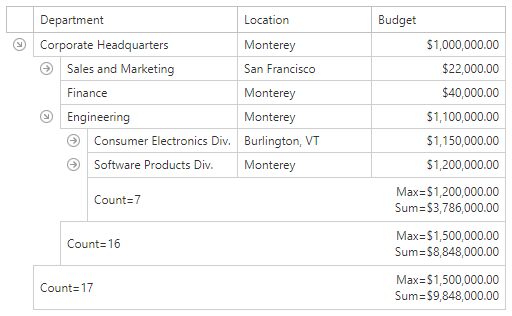 Department Location Budget
Corporate Headquarters Monterey $1,000,000.00
Sales and Marketing San Francisco $22,000.00
Finance Monterey $40,000.00
Engineering Monterey $1,100,000.00
Consumer Electronics Div. Burlington, VT $1,150,000.00
Software Products Div. Monterey $1,200,000.00
Count=7 Max=$1,200,000.00
Sum=$3,786,000.00
Count=16 Max=$1,500,000.00
Sum=$8,848,000.00
Count=17 Max=$1,500,000.00
Sum=$9,848,000.00